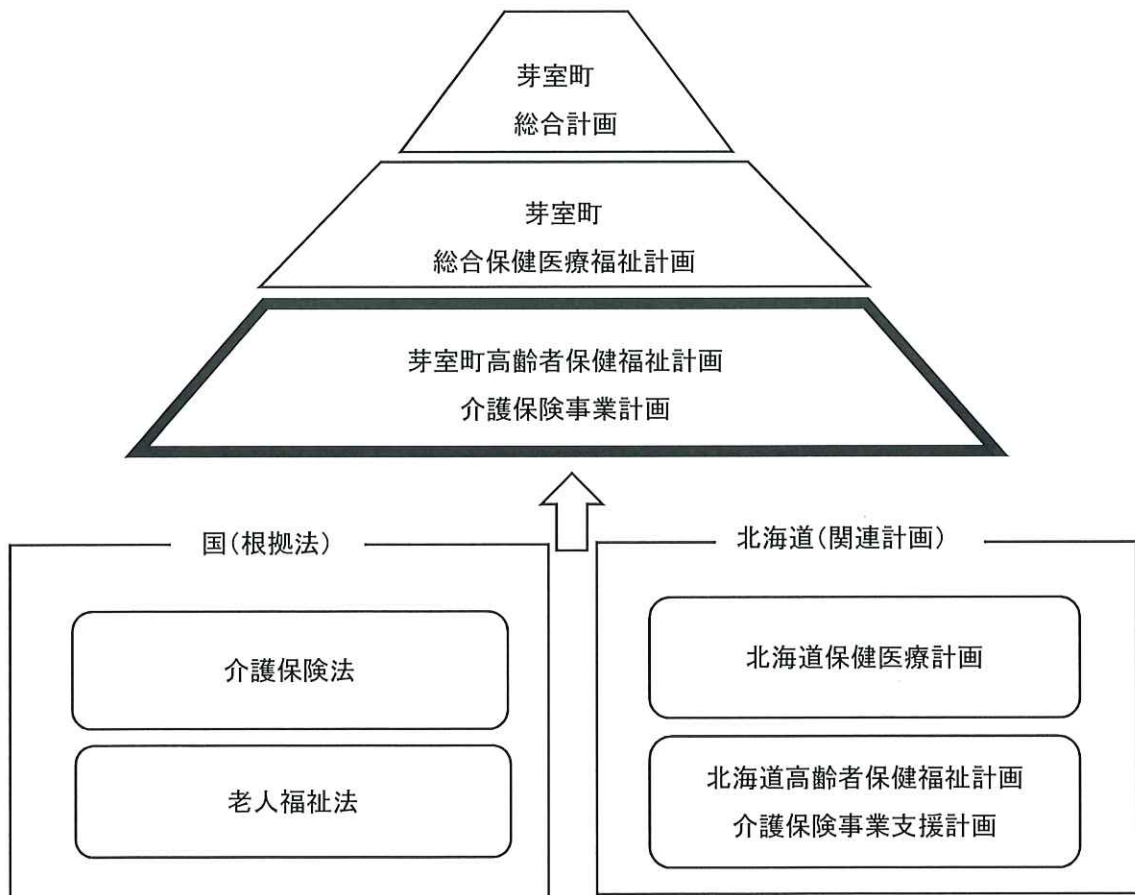 芽室町
総合計画
芽室町
総合保健医療福祉計画
芽室町高齢者保健福祉計画
介護保険事業計画
国(根拠法)
介護保険法
老人福祉法
北海道(関連計画)
北海道保健医療計画
北海道高齢者保健福祉計画
介護保険事業支援計画